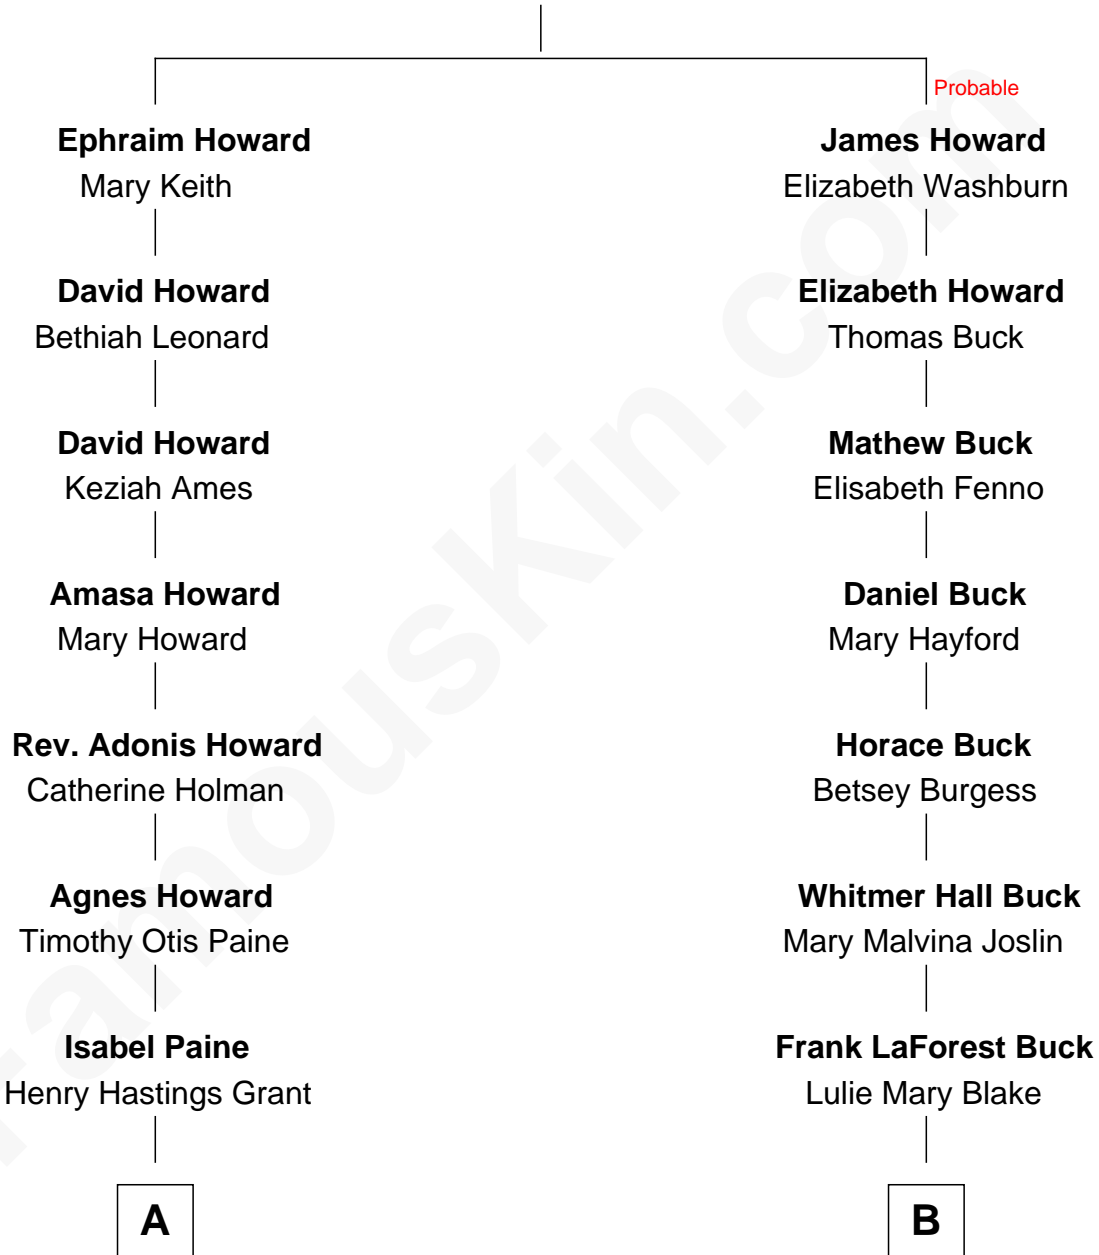 Probable
Ephraim Howard
Mary Keith
James Howard
Elizabeth Washburn
David Howard
Bethiah Leonard
Elizabeth Howard
Thomas Buck
David Howard
Keziah Ames
Mathew Buck
Elisabeth Fenno
Amasa Howard
Mary Howard
Daniel Buck
Mary Hayford
Rev. Adonis Howard
Catherine Holman
Horace Buck
Betsey Burgess
Agnes Howard
Timothy Otis Paine
Whitmer Hall Buck
Mary Malvina Joslin
Isabel Paine
Henry Hastings Grant
Frank LaForest Buck
Lulie Mary Blake
A
B
FamousKin.com